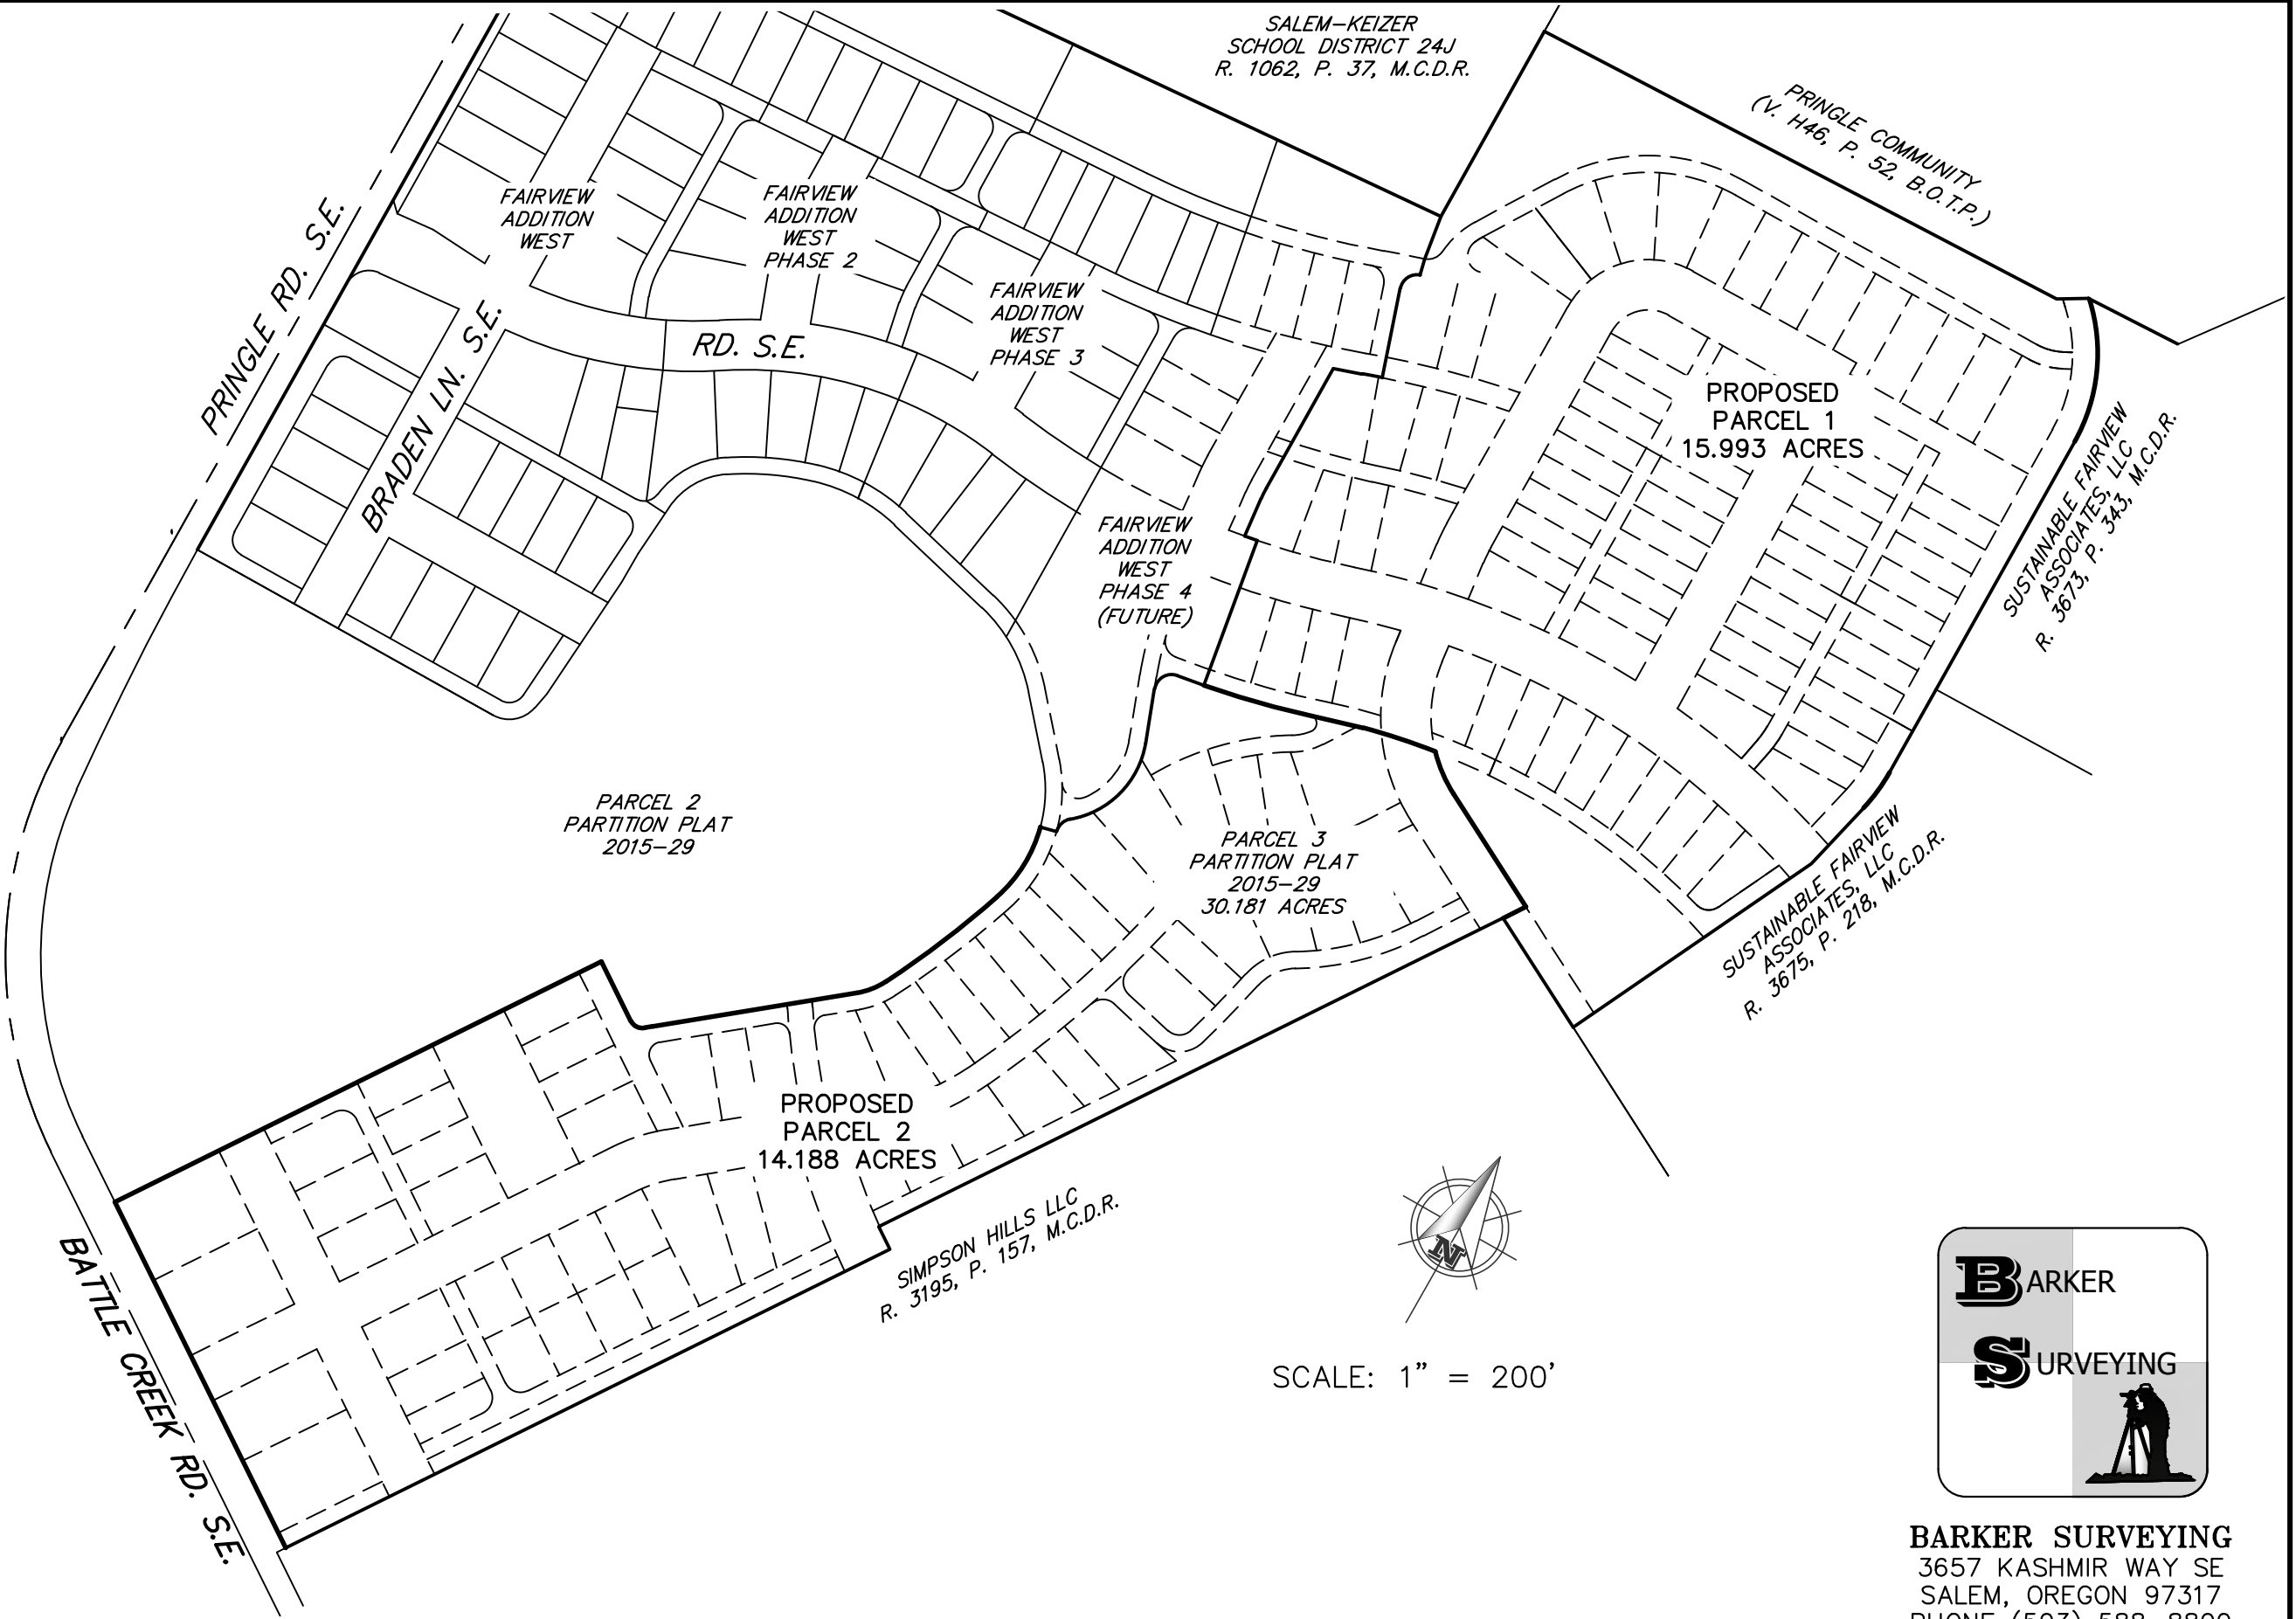 SALEM-KEIZER
SCHOOL DISTRICT 24J
R. 1062, P. 37, M.C.D.R.
PRINGLE COMMUNITY
(V. H46, P. 52, B.O.T.P.)
PRINGLE RD. S.E.
FAIRVIEW
ADDITION
WEST
FAIRVIEW
ADDITION
WEST
PHASE 2
FAIRVIEW
ADDITION
WEST
PHASE 3
BRADEN LN. S.E.
RD. S.E.
PROPOSED
PARCEL 1
15.993 ACRES
SUSTAINABLE FAIRVIEW
ASSOCIATES, LLC
R. 3673, P. 343, M.C.D.R.
FAIRVIEW
ADDITION
WEST
PHASE 4
(FUTURE)
PARCEL 2
PARTITION PLAT
2015-29
PARCEL 3
PARTITION PLAT
2015-29
30.181 ACRES
SUSTAINABLE FAIRVIEW
ASSOCIATES, LLC
R. 3675, P. 218, M.C.D.R.
PROPOSED
PARCEL 2
14.188 ACRES
SIMPSON HILLS LLC
R. 3195, P. 157, M.C.D.R.
BATTLE CREEK RD. S.E.
N
SCALE: 1" = 200'
BARKER
SURVEYING
BARKER SURVEYING
3657 KASHMIR WAY SE
SALEM, OREGON 97317
PHONE (503) 588-8800